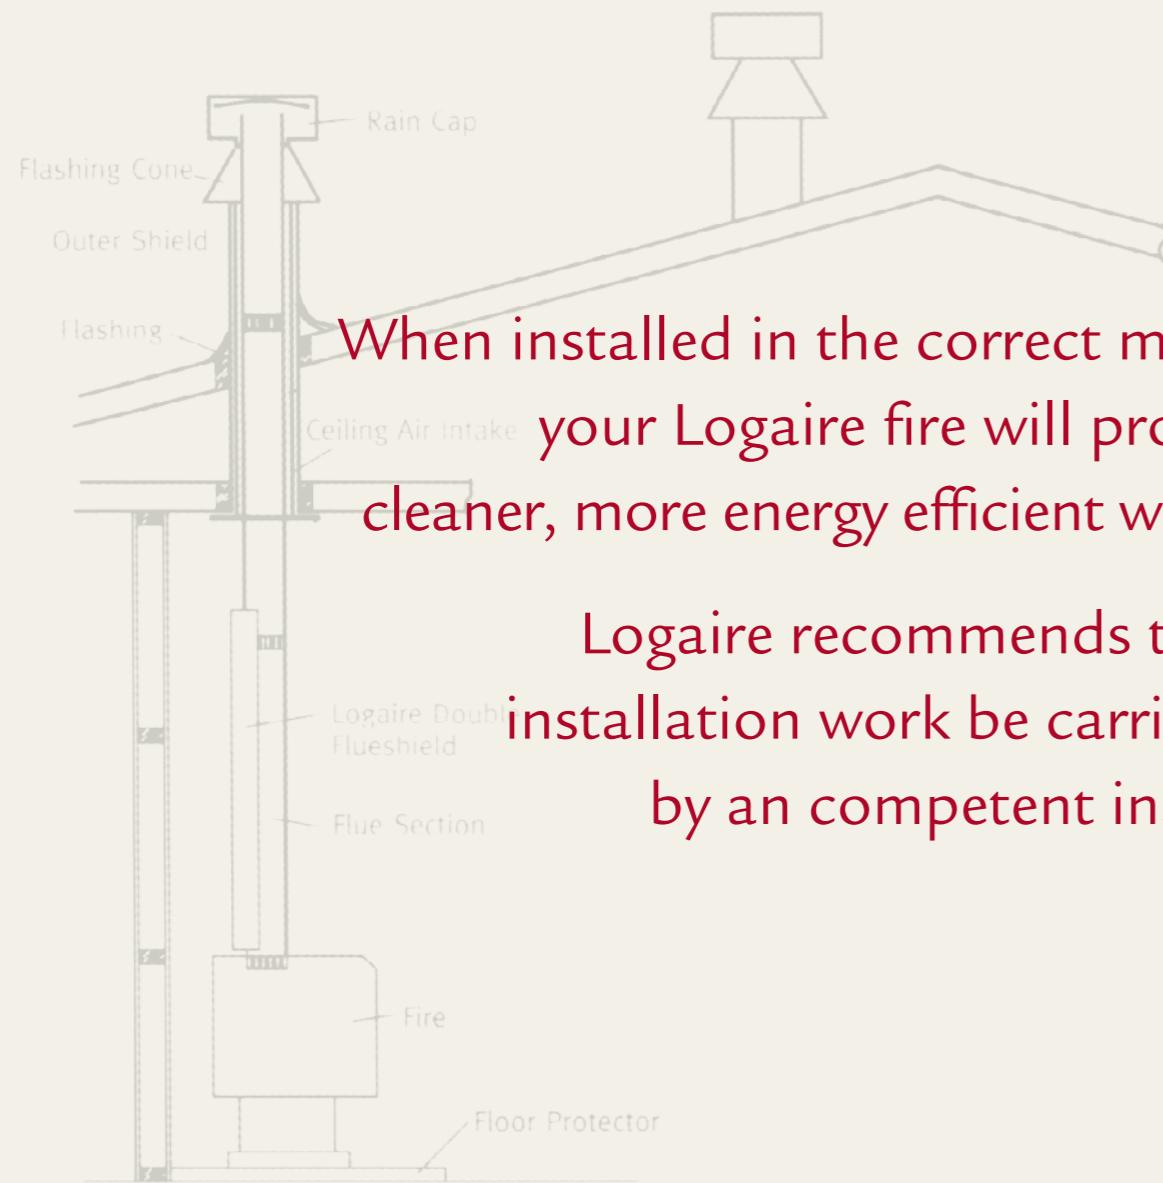 Rain Cap
Flashing Cone
Outer Shield
Flashing
When installed in the correct m
Ceiling Air Intake
your Logaire fire will pro
cleaner, more energy efficient w
Logaire recommends t
Logaire Double
Flueshield
installation work be carri
by an competent in
Flue Section
Fire
Floor Protector